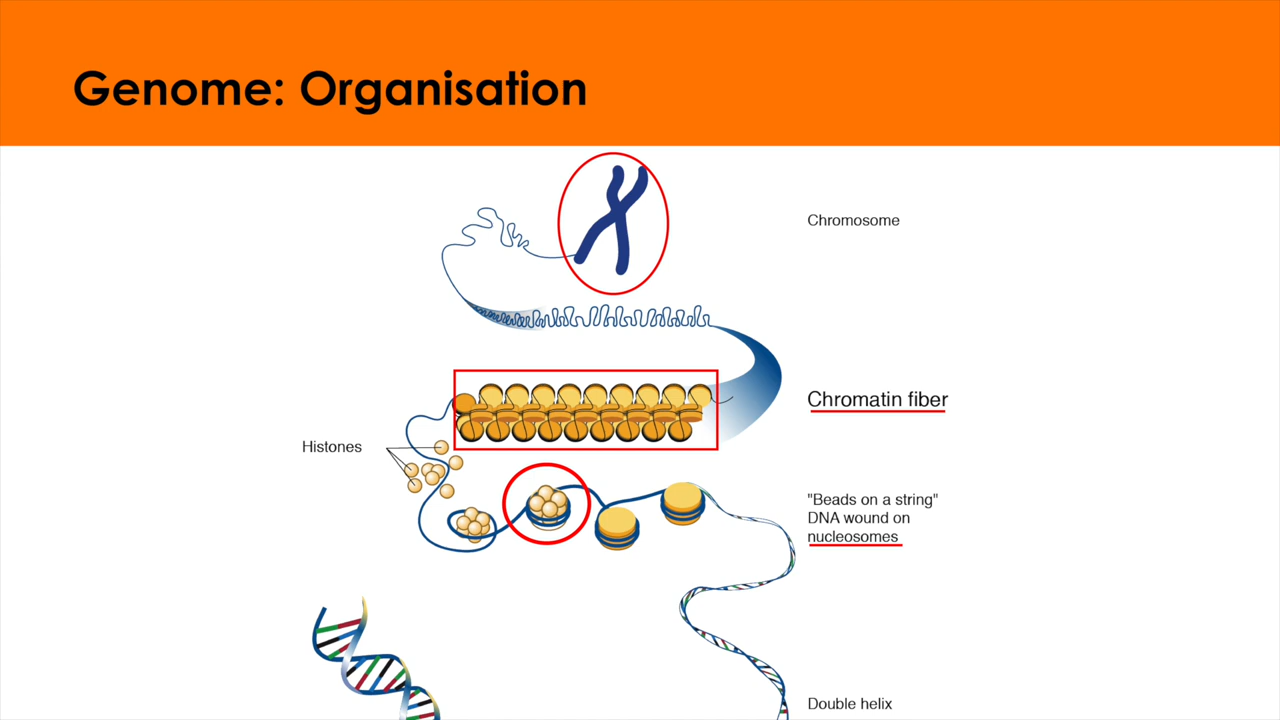 Genome: Organisation
Chromosome
Chromatin fiber
Histones
"Beads on a string"
DNA wound on
nucleosomes
Double helix